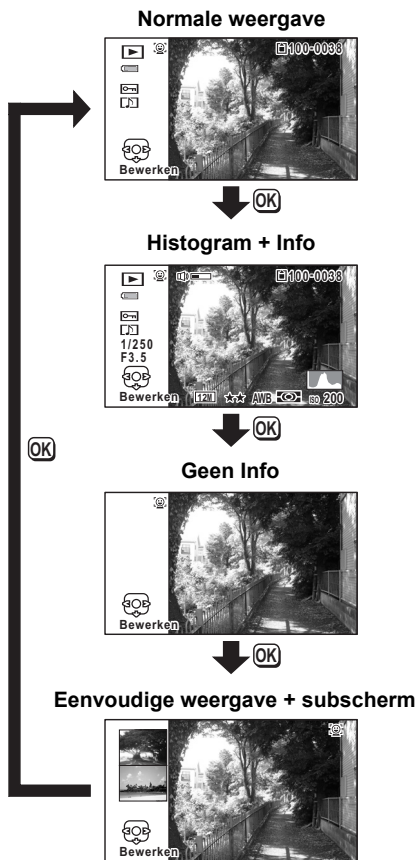 Normale weergave
100-0038
Bewerken
OK
Histogram + Info
100-0038
1/250
F3.5
Bewerken
12M AWB ISO 200
OK
OK
Geen Info
Bewerken
OK
Eenvoudige weergave + subscherm
Bewerken